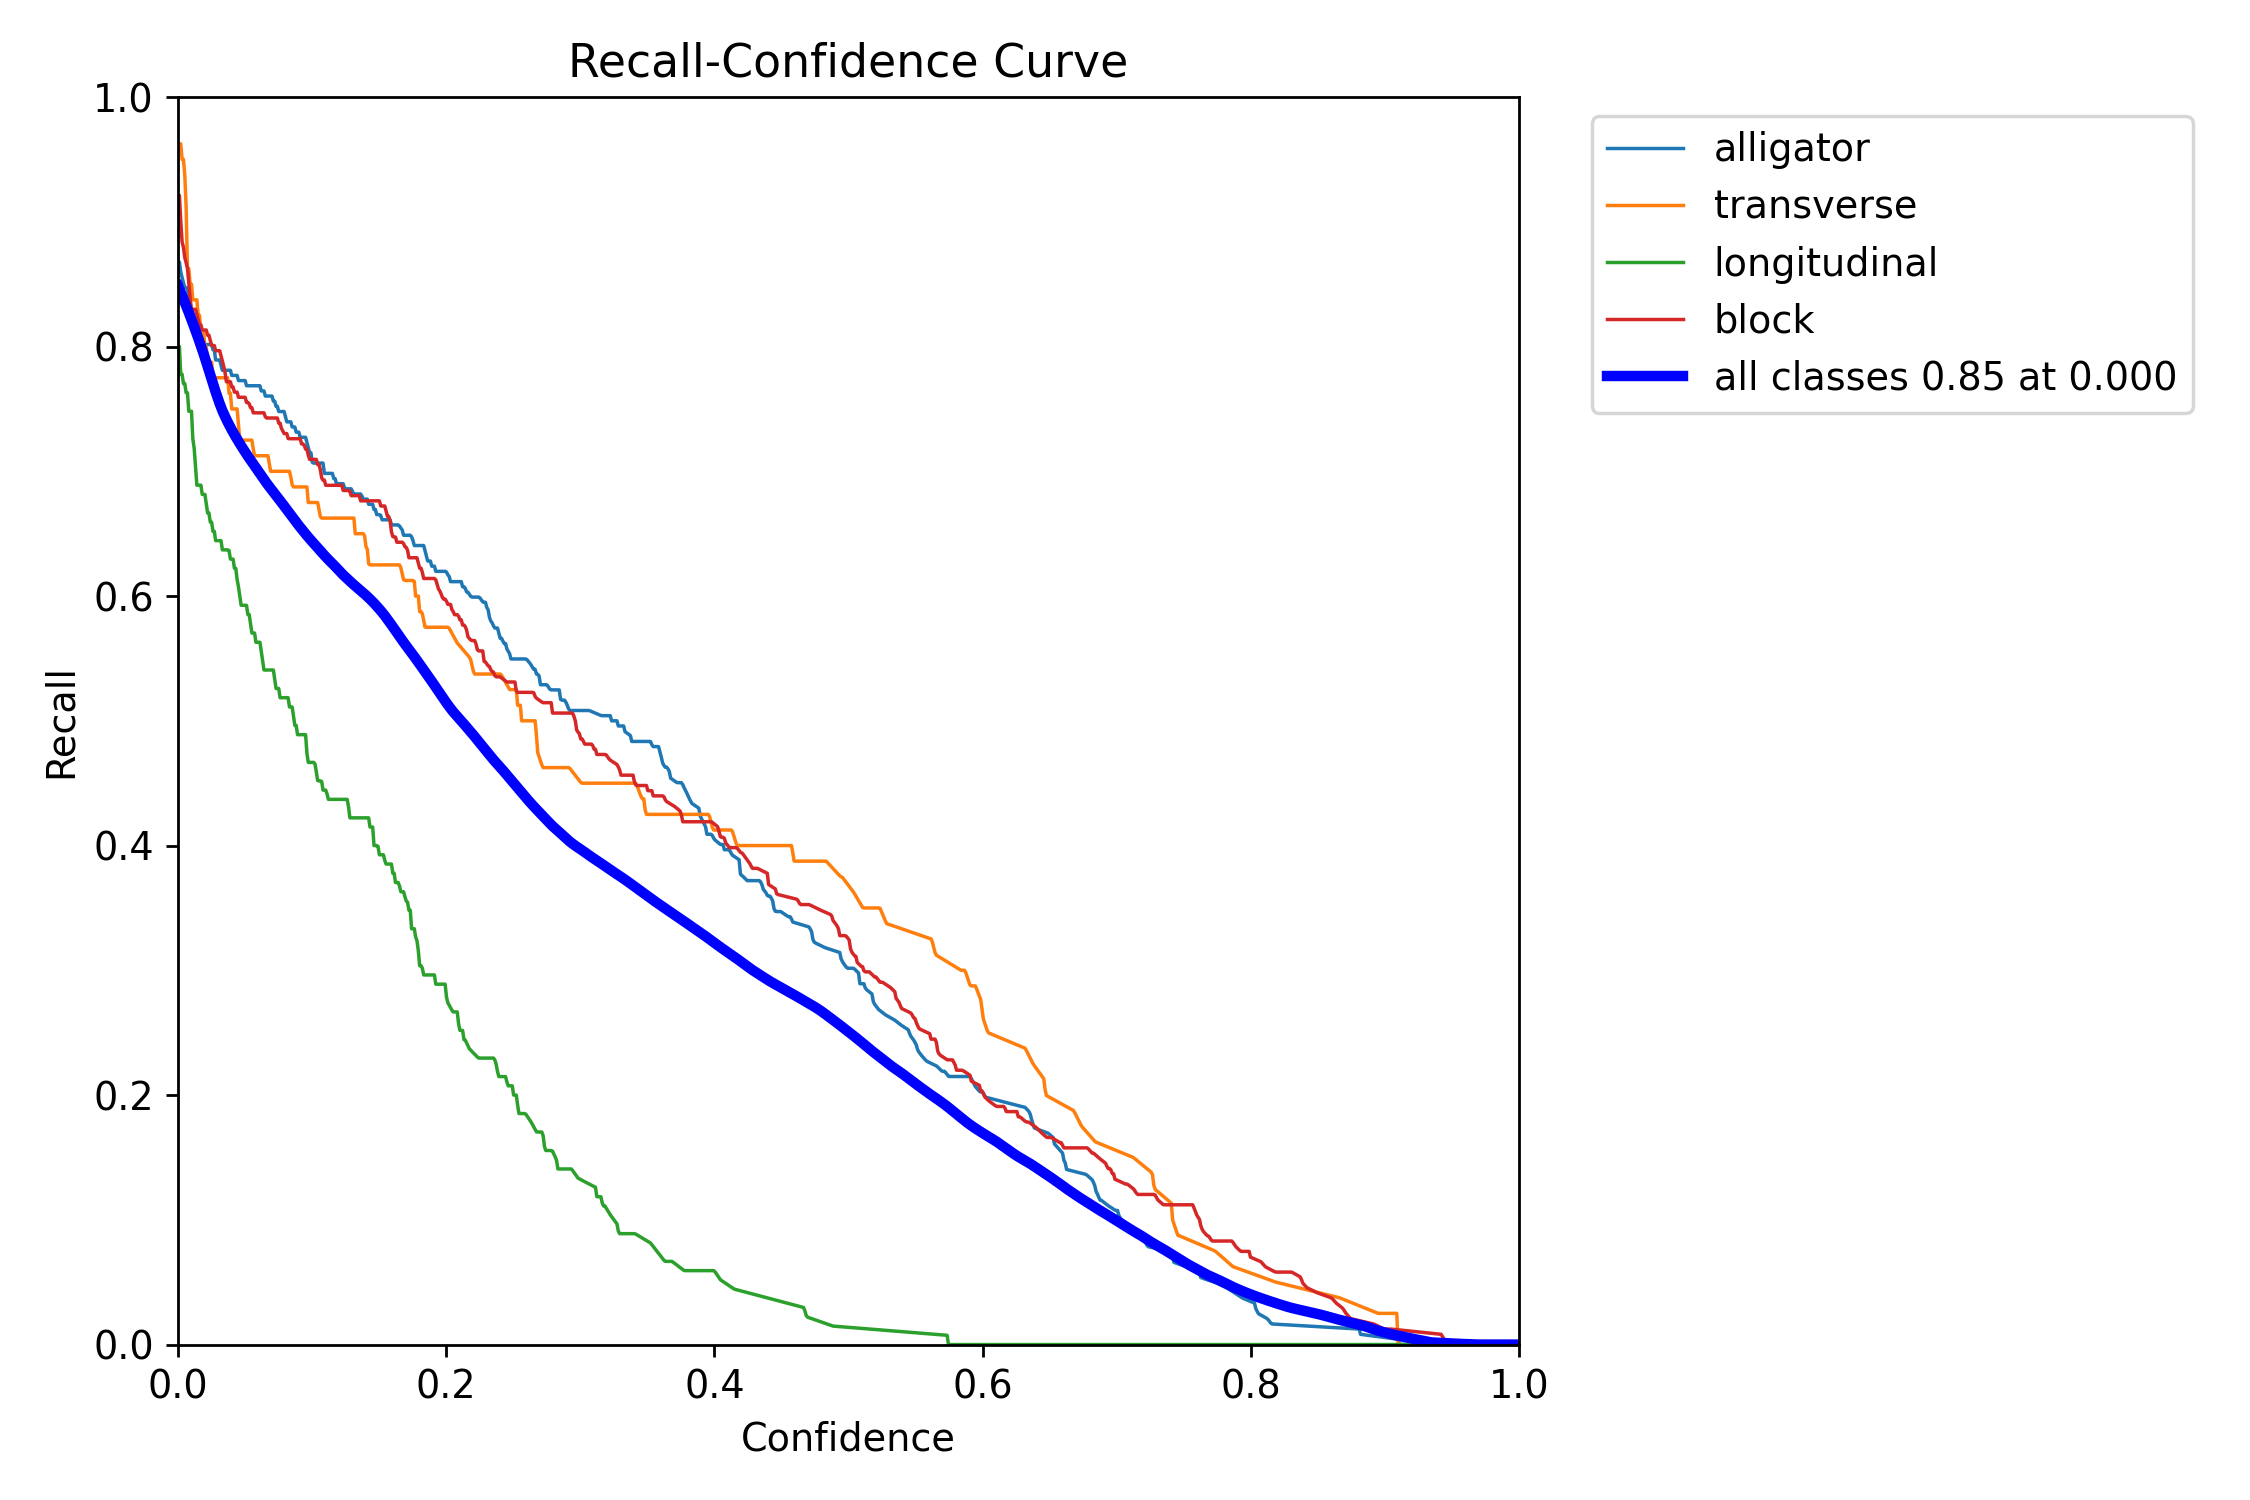 Recall-Confidence Curve
1.0
0.8
0.6
0.4
0.2
0.0
Recall
0.0 0.2 0.4 0.6 0.8 1.0
Confidence
alligator
transverse
longitudinal
block
all classes 0.85 at 0.000